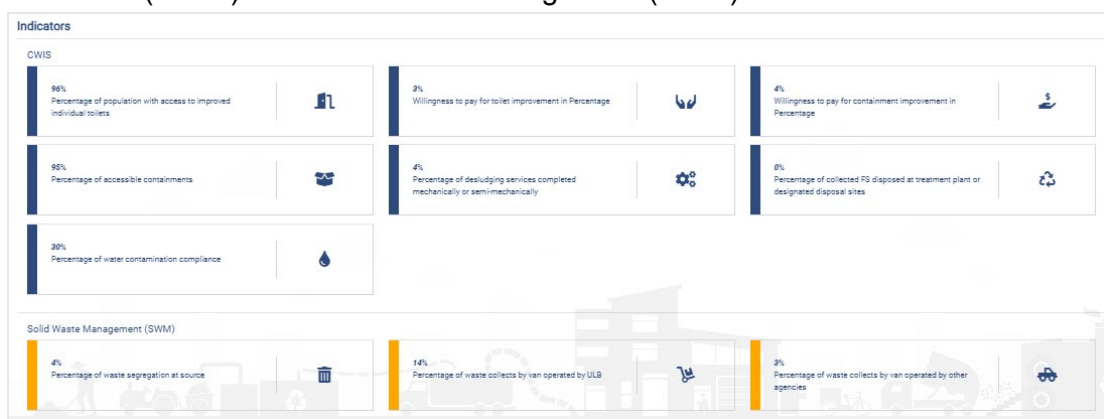 Indicators
CWIS
96%
Percentage of population with access to improved
individual toilets
3%
Willingness to pay for toilet improvement in Percentage
4%
Willingness to pay for containment improvement in
Percentage
95%
Percentage of accessible containments
4%
Percentage of desludging services completed
mechanically or semi-mechanically
0%
Percentage of collected FS disposed at treatment plant or
designated disposal sites
30%
Percentage of water contamination compliance
Solid Waste Management (SWM)
4%
Percentage of waste segregation at source
14%
Percentage of waste collects by van operated by ULB
3%
Percentage of waste collects by van operated by other
agencies